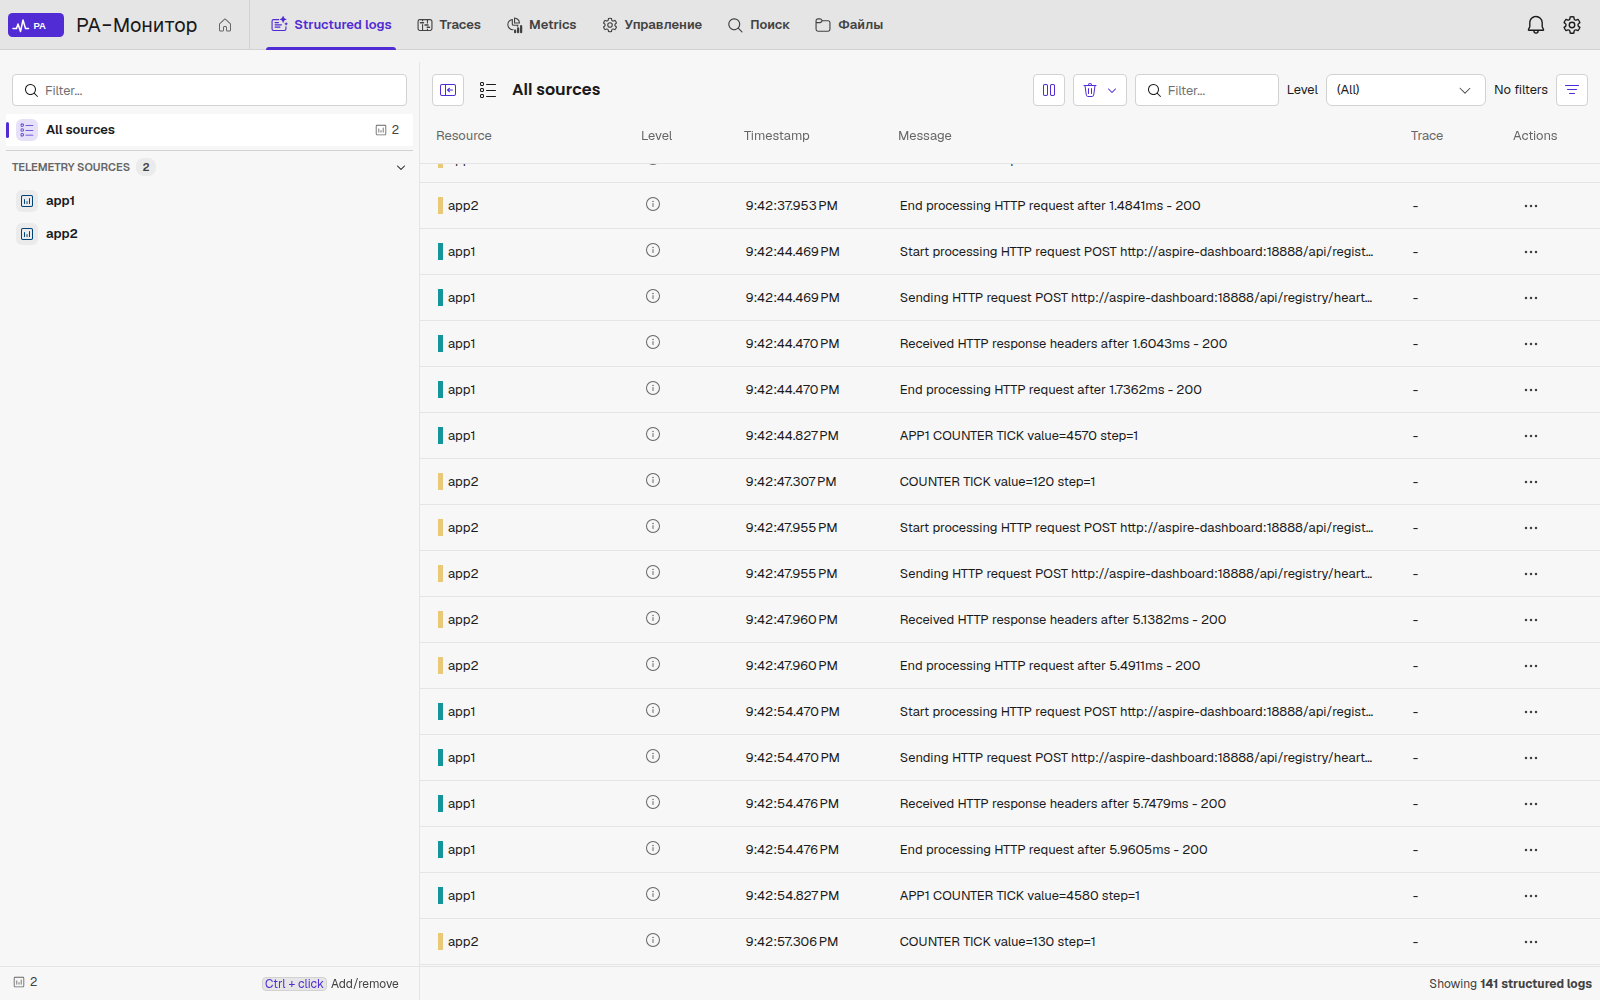 PA
PA-Монитор
Structured logs
Traces
Metrics
Управление
Поиск
Файлы
Filter...
All sources
2
TELEMETRY SOURCES 2
app1
app2
All sources
Filter...
Level
(All)
No filters
Resource Level Timestamp Message Trace Actions
app2 9:42:37.953 PM End processing HTTP request after 1.4841ms - 200 - ...
app1 9:42:44.469 PM Start processing HTTP request POST http://aspire-dashboard:18888/api/regist... - ...
app1 9:42:44.469 PM Sending HTTP request POST http://aspire-dashboard:18888/api/registry/heart... - ...
app1 9:42:44.470 PM Received HTTP response headers after 1.6043ms - 200 - ...
app1 9:42:44.470 PM End processing HTTP request after 1.7362ms - 200 - ...
app1 9:42:44.827 PM APP1 COUNTER TICK value=4570 step=1 - ...
app2 9:42:47.307 PM COUNTER TICK value=120 step=1 - ...
app2 9:42:47.955 PM Start processing HTTP request POST http://aspire-dashboard:18888/api/regist... - ...
app2 9:42:47.955 PM Sending HTTP request POST http://aspire-dashboard:18888/api/registry/heart... - ...
app2 9:42:47.960 PM Received HTTP response headers after 5.1382ms - 200 - ...
app2 9:42:47.960 PM End processing HTTP request after 5.4911ms - 200 - ...
app1 9:42:54.470 PM Start processing HTTP request POST http://aspire-dashboard:18888/api/regist... - ...
app1 9:42:54.470 PM Sending HTTP request POST http://aspire-dashboard:18888/api/registry/heart... - ...
app1 9:42:54.476 PM Received HTTP response headers after 5.7479ms - 200 - ...
app1 9:42:54.476 PM End processing HTTP request after 5.9605ms - 200 - ...
app1 9:42:54.827 PM APP1 COUNTER TICK value=4580 step=1 - ...
app2 9:42:57.306 PM COUNTER TICK value=130 step=1 - ...
2
Ctrl + click Add/remove
Showing 141 structured logs